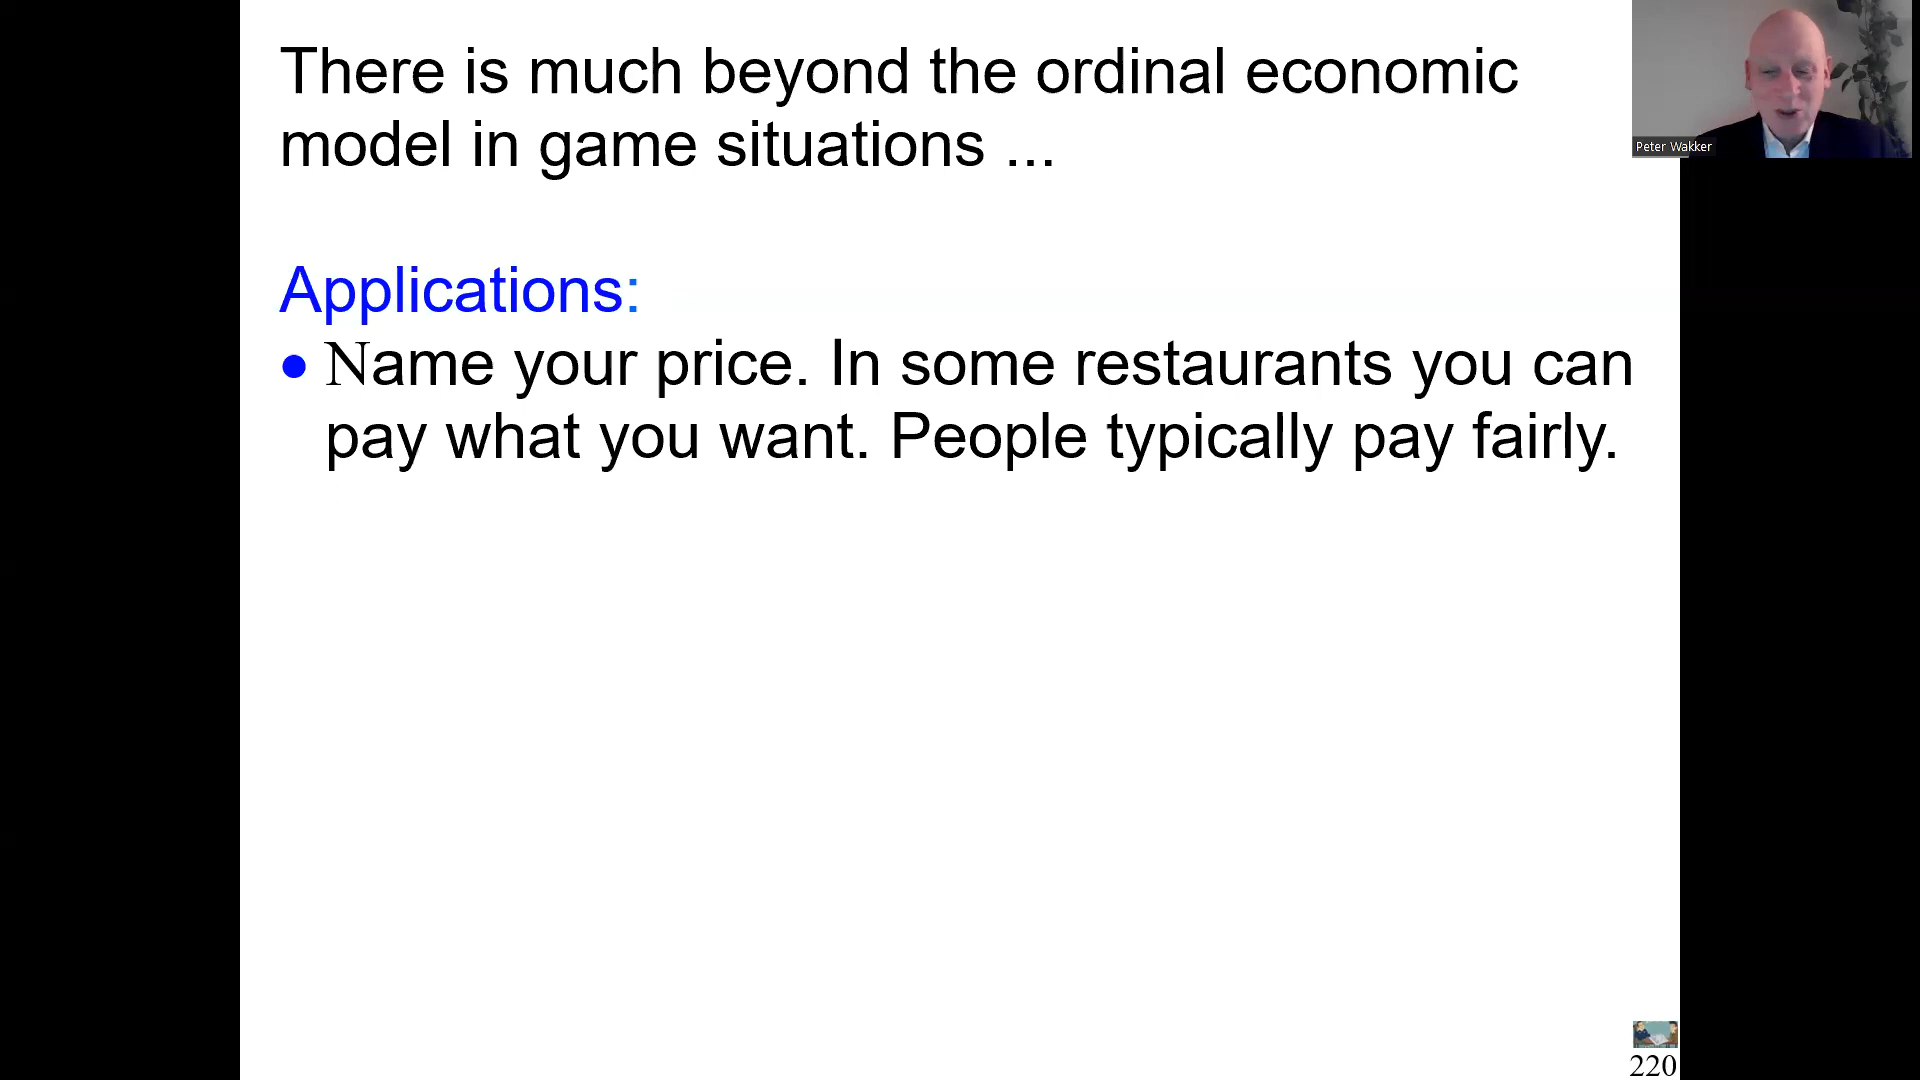 There is much beyond the ordinal economic
model in game situations ...
Peter Wakker
Applications:
• Name your price. In some restaurants you can
pay what you want. People typically pay fairly.
220